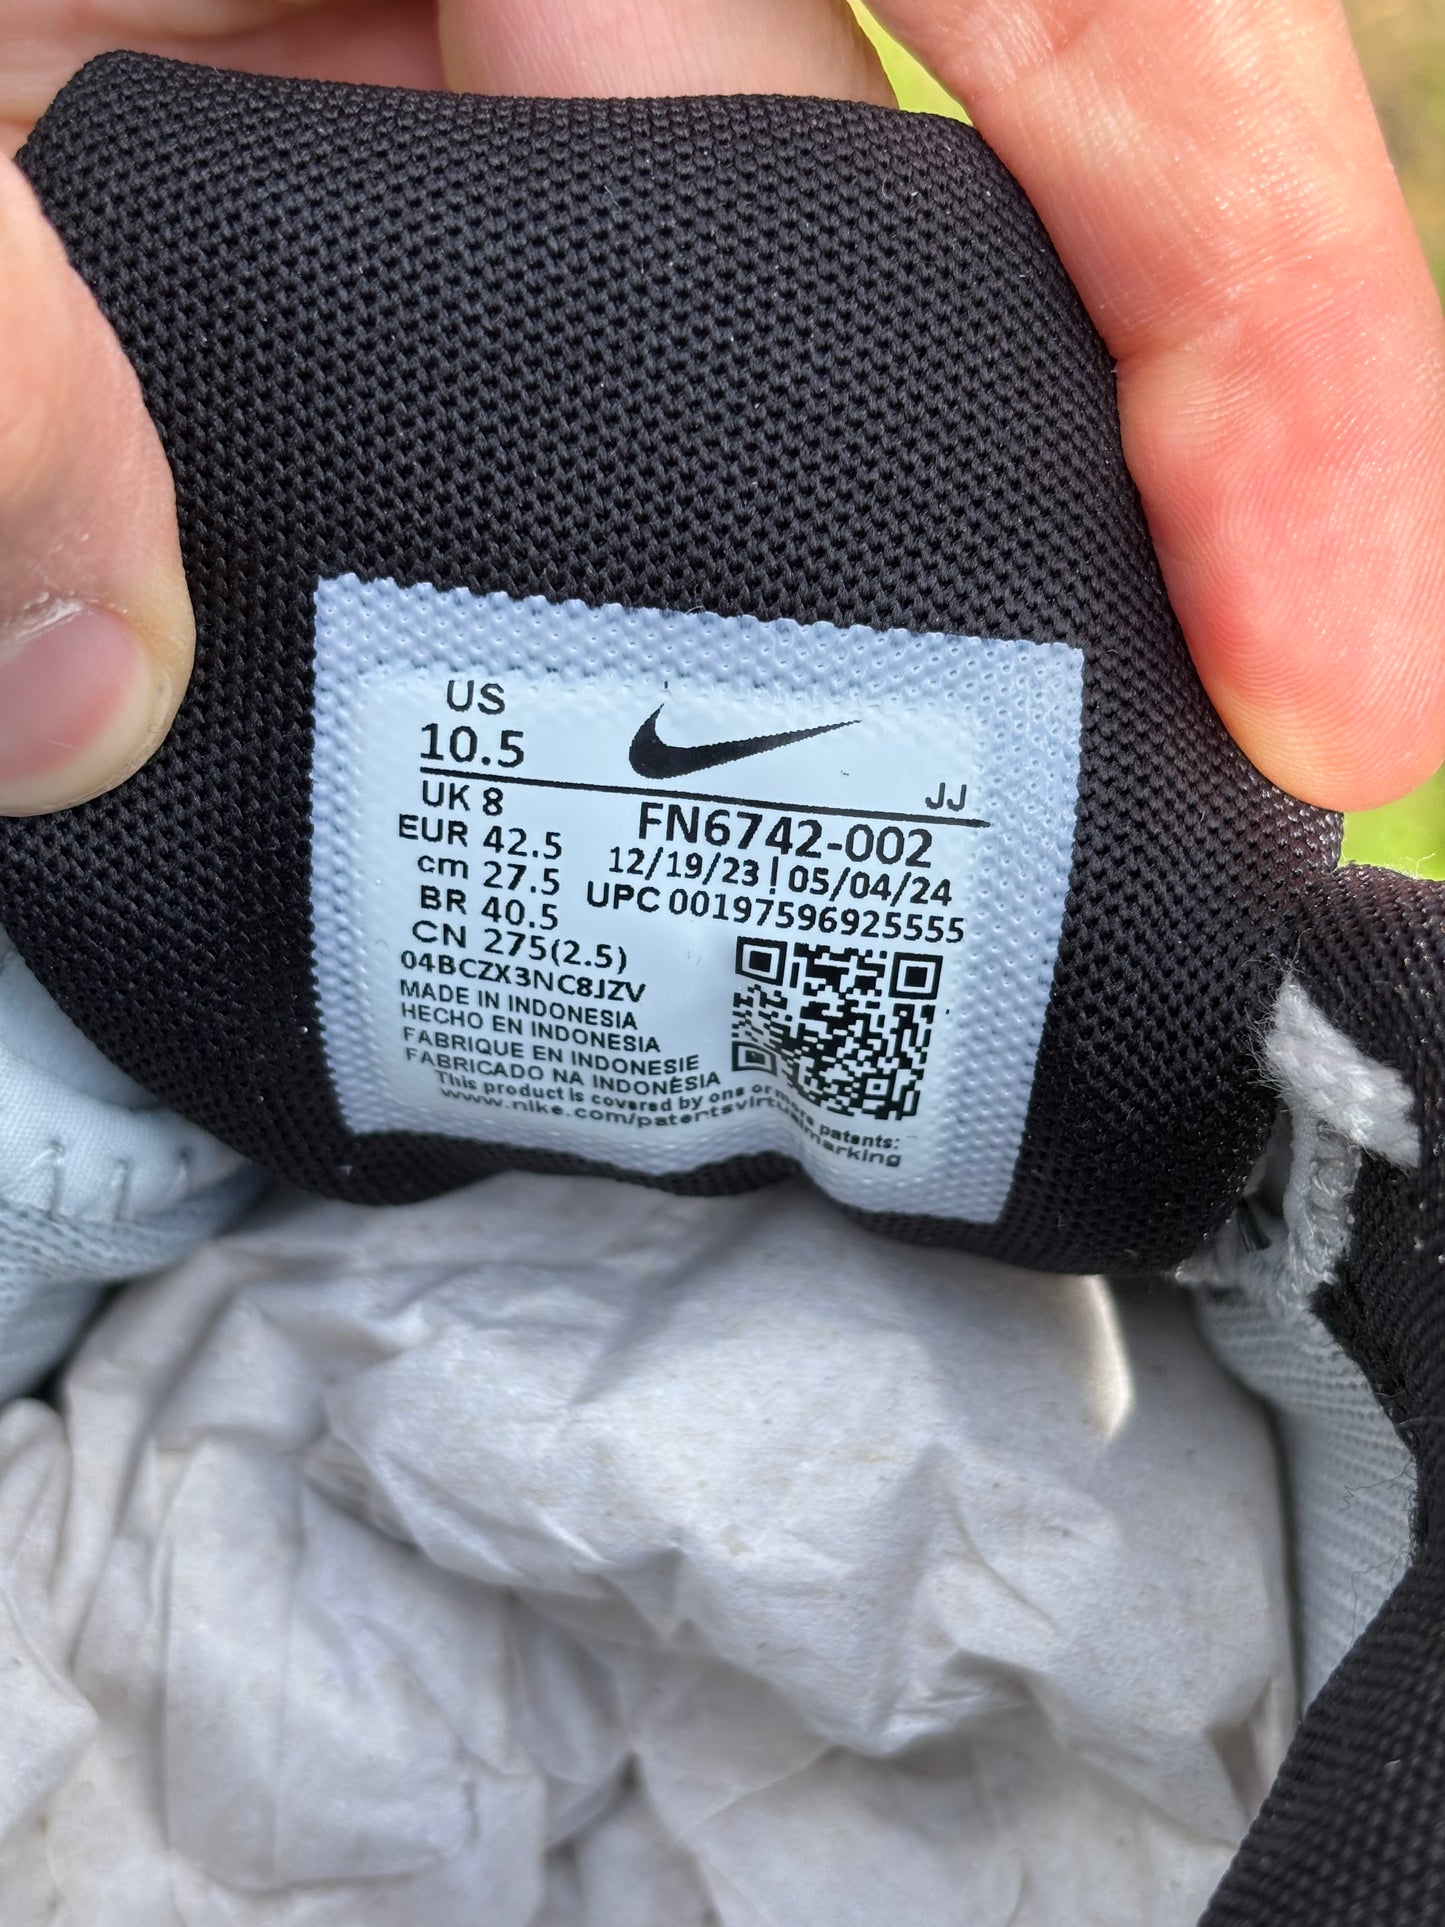 US
10.5
JJ
UK 8
EUR 42.5
cm 27.5
BR 40.5
CN 275(2.5)
FN6742-002
12/19/23 | 05/04/24
UPC 00197596925555
04BCZX3NC8JZV
MADE IN INDONESIA
HECHO EN INDONESIA
FABRIQUE EN INDONESIE
FABRICADO NA INDONÉSIA
This product is covered by one or more patents:
www.nike.com/patentsvirtualmarking